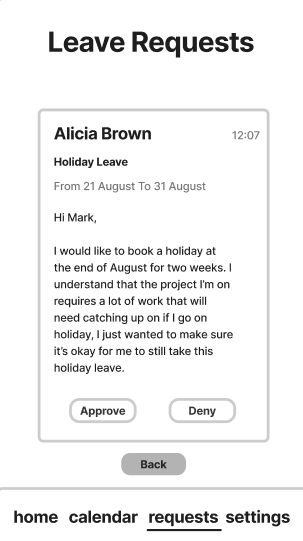 Leave Requests
Alicia Brown 12:07
Holiday Leave
From 21 August To 31 August
Hi Mark,
I would like to book a holiday at
the end of August for two weeks. I
understand that the project I'm on
requires a lot of work that will
need catching up on if I go on
holiday, I just wanted to make sure
it's okay for me to still take this
holiday leave.
Approve Deny
Back
home calendar requests settings